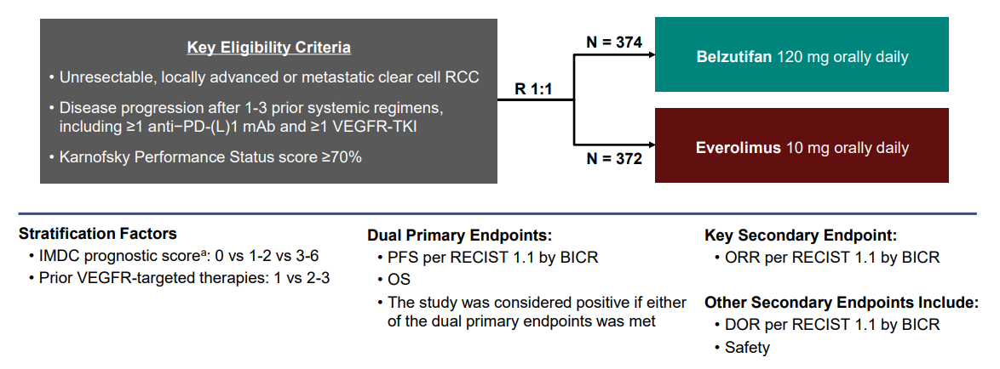 Key Eligibility Criteria
• Unresectable, locally advanced or metastatic clear cell RCC
• Disease progression after 1-3 prior systemic regimens,
including ≥1 anti−PD-(L)1 mAb and ≥1 VEGFR-TKI
• Karnofsky Performance Status score ≥70%
R 1:1
N = 374
Belzutifan 120 mg orally daily
N = 372
Everolimus 10 mg orally daily
Stratification Factors
• IMDC prognostic scoreᵃ: 0 vs 1-2 vs 3-6
• Prior VEGFR-targeted therapies: 1 vs 2-3
Dual Primary Endpoints:
• PFS per RECIST 1.1 by BICR
• OS
• The study was considered positive if either
of the dual primary endpoints was met
Key Secondary Endpoint:
• ORR per RECIST 1.1 by BICR
Other Secondary Endpoints Include:
• DOR per RECIST 1.1 by BICR
• Safety